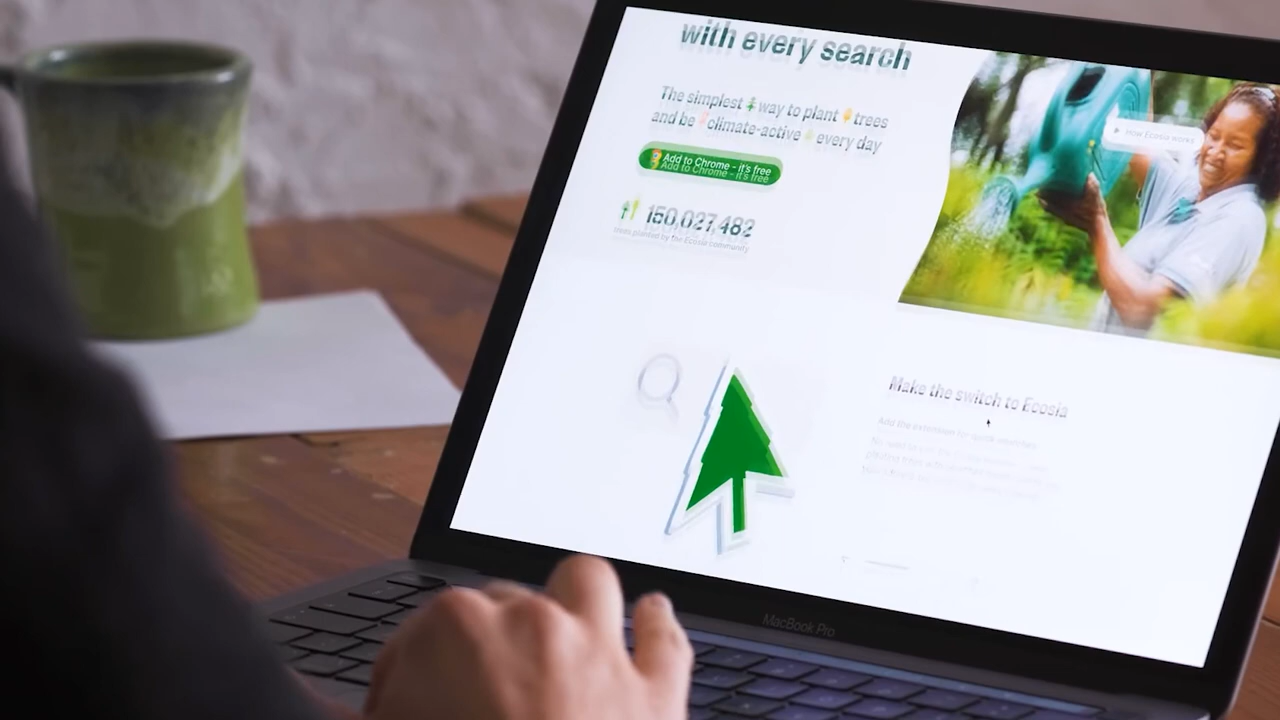 with every search
The simplest way to plant trees
and be climate-active every day
Add to Chrome - it's free
150,027,482
trees planted by the Ecosia community
How Ecosia works
Make the switch to Ecosia
Add the extension for quick searches
MacBook Pro